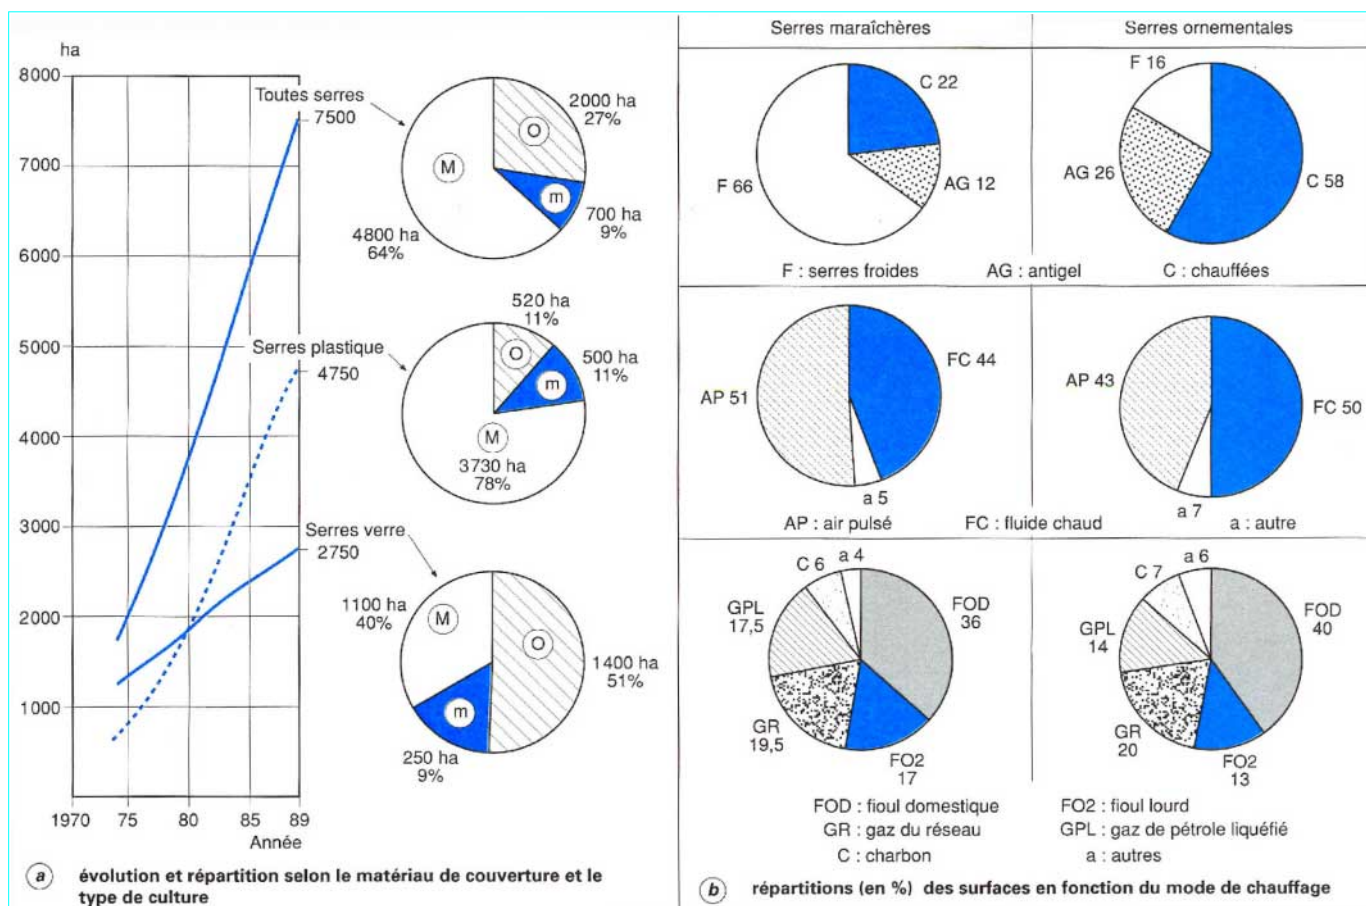 ha
8000
7000
6000
5000
4000
3000
2000
1000
1970 75 80 85 89
Année
Toutes serres
7500
Serres plastique
4750
Serres verre
2750
2000 ha
27%
O
M
m
700 ha
9%
4800 ha
64%
520 ha
11%
O
500 ha
11%
m
M
3730 ha
78%
1100 ha
40%
M
O
1400 ha
51%
m
250 ha
9%
a évolution et répartition selon le matériau de couverture et le
type de culture
Serres maraîchères Serres ornementales
C 22
AG 12
F 66
F 16
AG 26
C 58
F : serres froides AG : antigel C : chauffées
AP 51
FC 44
a 5
AP 43
FC 50
a 7
AP : air pulsé FC : fluide chaud a : autre
C 6
a 4
GPL
17,5
FOD
36
GR
19,5
FO2
17
C 7
a 6
GPL
14
FOD
40
GR
20
FO2
13
FOD : fioul domestique FO2 : fioul lourd
GR : gaz du réseau GPL : gaz de pétrole liquéfié
C : charbon a : autres
b répartitions (en %) des surfaces en fonction du mode de chauffage